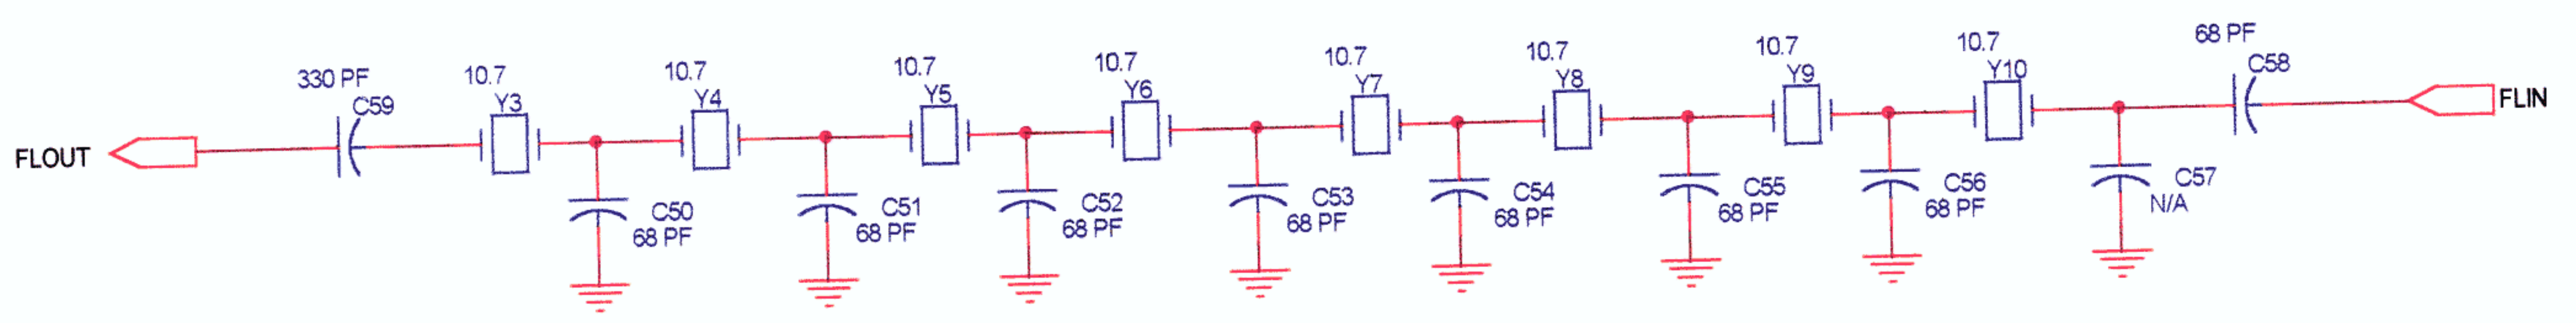 FLOUT
330 PF
C59
10.7
Y3
C50
68 PF
10.7
Y4
C51
68 PF
10.7
Y5
C52
68 PF
10.7
Y6
C53
68 PF
10.7
Y7
C54
68 PF
10.7
Y8
C55
68 PF
10.7
Y9
C56
68 PF
10.7
Y10
C57
N/A
68 PF
C58
FLIN